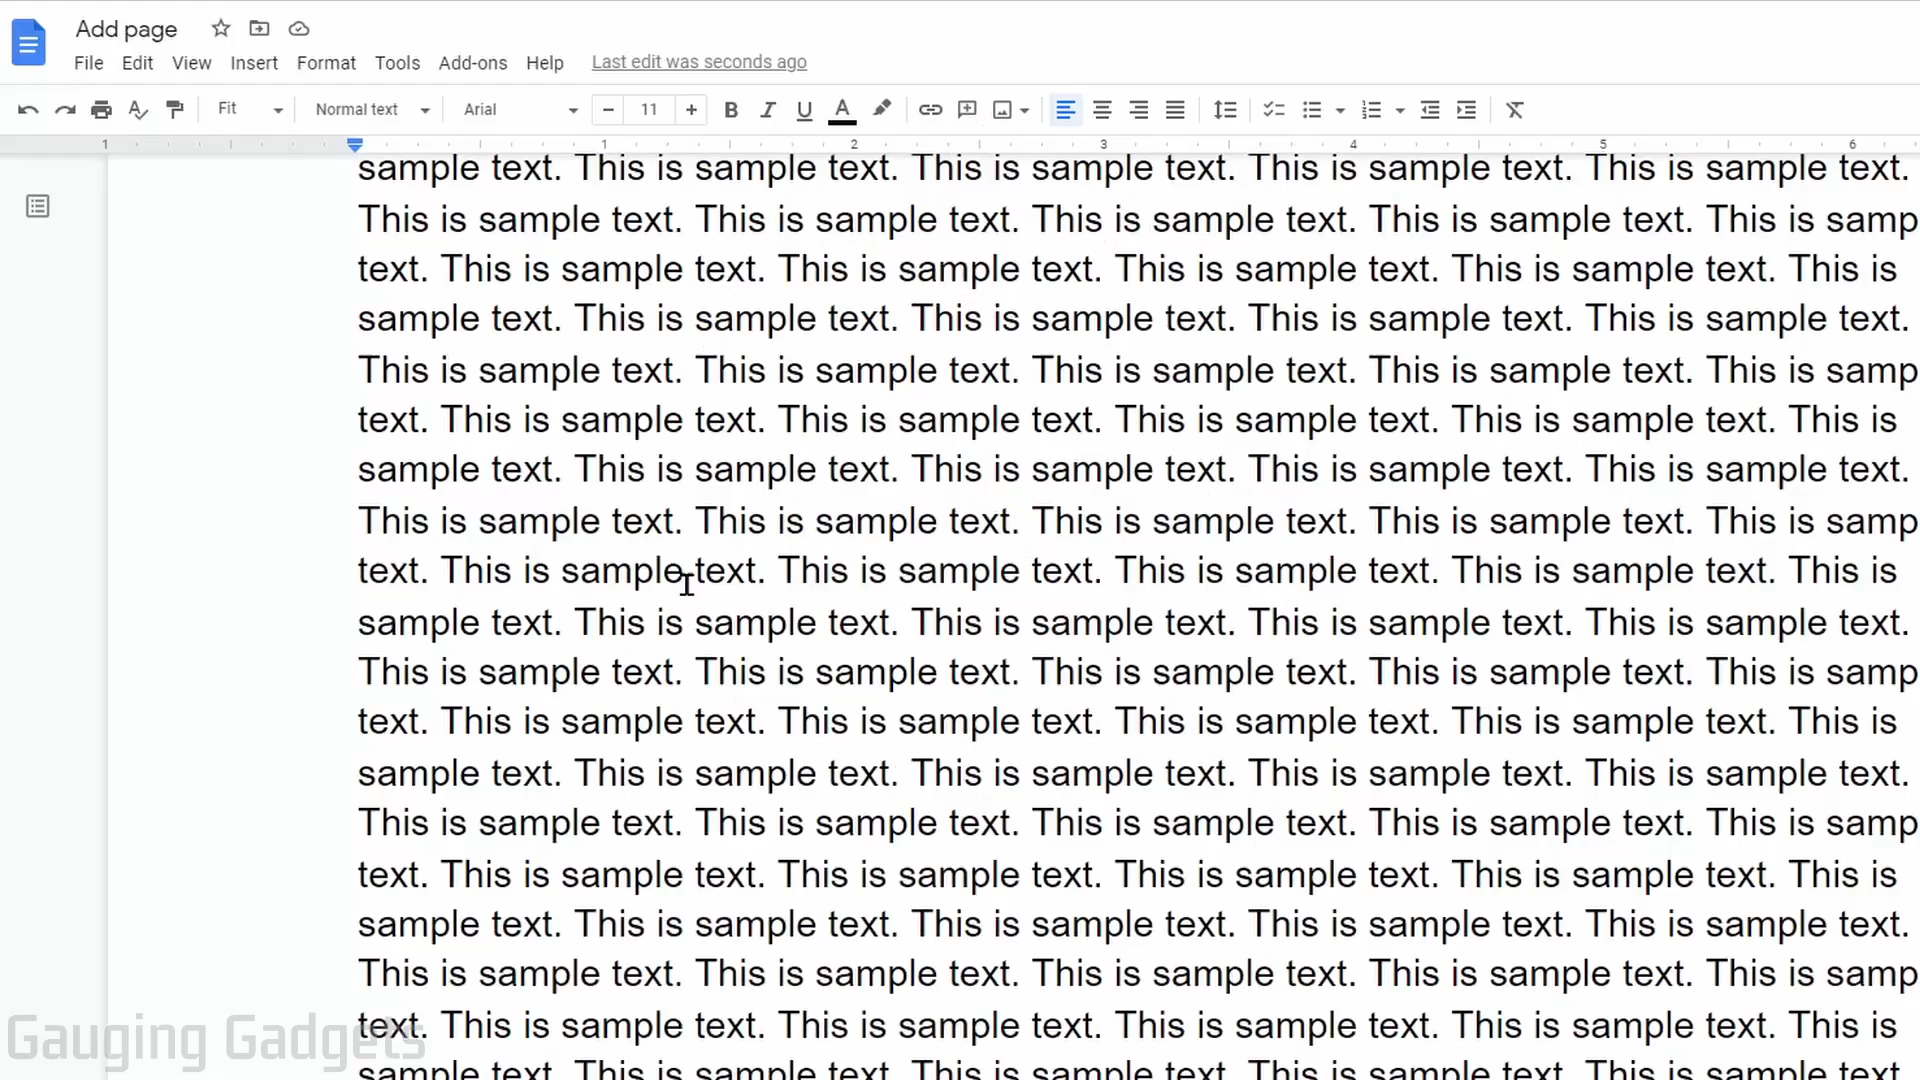 Add page
File Edit View Insert Format Tools Add-ons Help Last edit was seconds ago
Fit Normal text Arial 11
1 1 2 3 4 5 6
sample text. This is sample text. This is sample text. This is sample text. This is sample text.
This is sample text. This is sample text. This is sample text. This is sample text. This is samp
text. This is sample text. This is sample text. This is sample text. This is sample text. This is
sample text. This is sample text. This is sample text. This is sample text. This is sample text.
This is sample text. This is sample text. This is sample text. This is sample text. This is samp
text. This is sample text. This is sample text. This is sample text. This is sample text. This is
sample text. This is sample text. This is sample text. This is sample text. This is sample text.
This is sample text. This is sample text. This is sample text. This is sample text. This is samp
text. This is sample text. This is sample text. This is sample text. This is sample text. This is
sample text. This is sample text. This is sample text. This is sample text. This is sample text.
This is sample text. This is sample text. This is sample text. This is sample text. This is samp
text. This is sample text. This is sample text. This is sample text. This is sample text. This is
sample text. This is sample text. This is sample text. This is sample text. This is sample text.
This is sample text. This is sample text. This is sample text. This is sample text. This is samp
text. This is sample text. This is sample text. This is sample text. This is sample text. This is
sample text. This is sample text. This is sample text. This is sample text. This is sample text.
This is sample text. This is sample text. This is sample text. This is sample text. This is samp
text. This is sample text. This is sample text. This is sample text. This is sample text. This is
sample text. This is sample text. This is sample text. This is sample text. This is sample text.
Gauging Gadgets